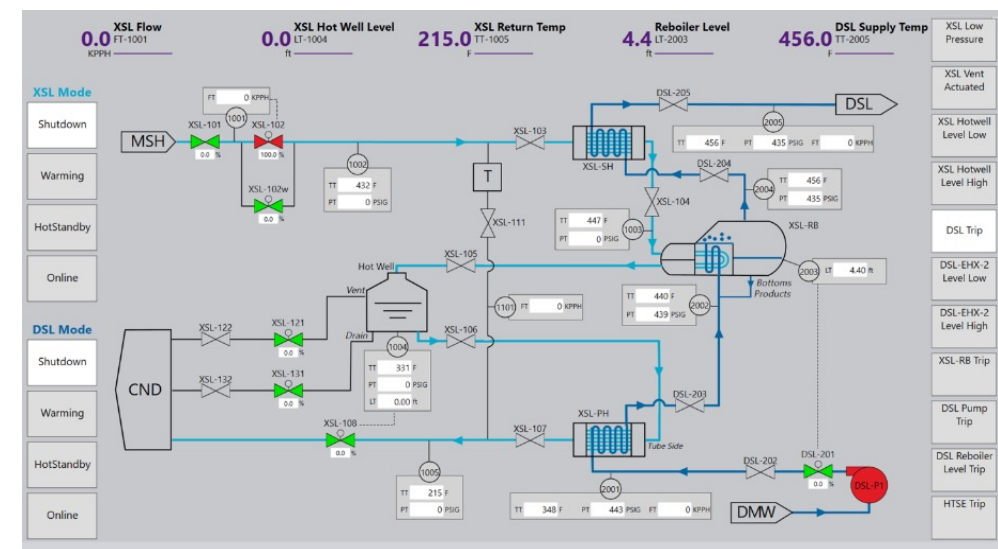 XSL Flow
0.0 FT-1001
KPPH
XSL Hot Well Level
0.0 LT-1004
ft
XSL Return Temp
215.0 TT-1005
F
Reboiler Level
4.4 LT-2003
ft
DSL Supply Temp
456.0 TT-2005
F
XSL Mode
Shutdown
Warming
HotStandby
Online
DSL Mode
Shutdown
Warming
HotStandby
Online
XSL Low
Pressure
XSL Vent
Actuated
XSL Hotwell
Level Low
XSL Hotwell
Level High
DSL Trip
DSL-EHX-2
Level Low
DSL-EHX-2
Level High
XSL-RB Trip
DSL Pump
Trip
DSL Reboiler
Level Trip
HTSE Trip
FT 0 KPPH
1001
MSH
XSL-101
0.0 %
XSL-102
100.0 %
XSL-102w
0.0 %
1002
TT 432 F
PT 0 PSIG
T
XSL-111
XSL-103
XSL-SH
DSL-205
DSL
2005
TT 456 F PT 435 PSIG FT 0 KPPH
DSL-204
2004
TT 456 F
PT 435 PSIG
XSL-104
TT 447 F
PT 0 PSIG
1003
XSL-RB
2003
LT 4.40 ft
Bottoms
Products
TT 440 F
PT 439 PSIG
2002
XSL-105
Hot Well
Vent
Drain
1101
FT 0 KPPH
XSL-106
1004
TT 331 F
PT 0 PSIG
LT 0.00 ft
XSL-122
XSL-121
0.0 %
XSL-132
XSL-131
0.0 %
CND
XSL-108
0.0 %
1005
TT 215 F
PT 0 PSIG
XSL-107
XSL-PH
Tube Side
DSL-203
2001
TT 348 F PT 443 PSIG FT 0 KPPH
DSL-202
DSL-201
0.0 %
DSL-P1
DMW